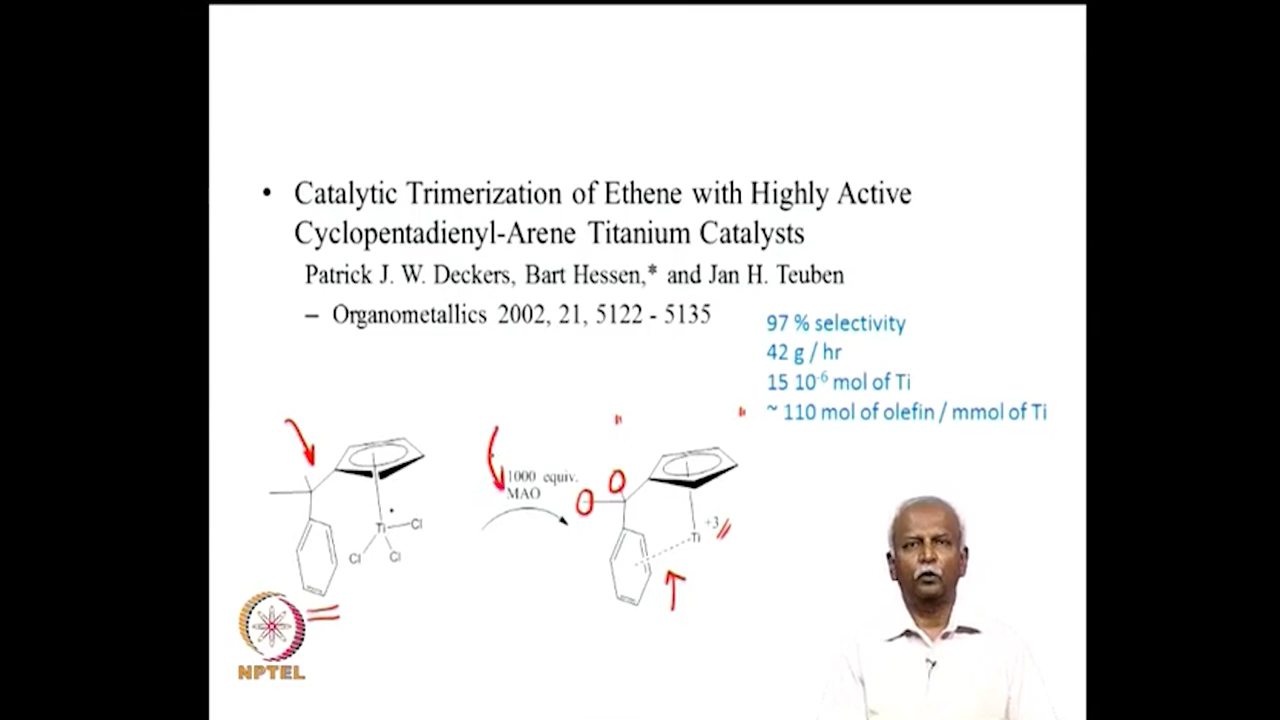 • Catalytic Trimerization of Ethene with Highly Active
Cyclopentadienyl-Arene Titanium Catalysts
Patrick J. W. Deckers, Bart Hessen,* and Jan H. Teuben
– Organometallics 2002, 21, 5122 - 5135
97 % selectivity
42 g / hr
15 10-6 mol of Ti
~ 110 mol of olefin / mmol of Ti
1000 equiv.
MAO
Ti
Cl
Cl
Cl
Ti
+3
NPTEL